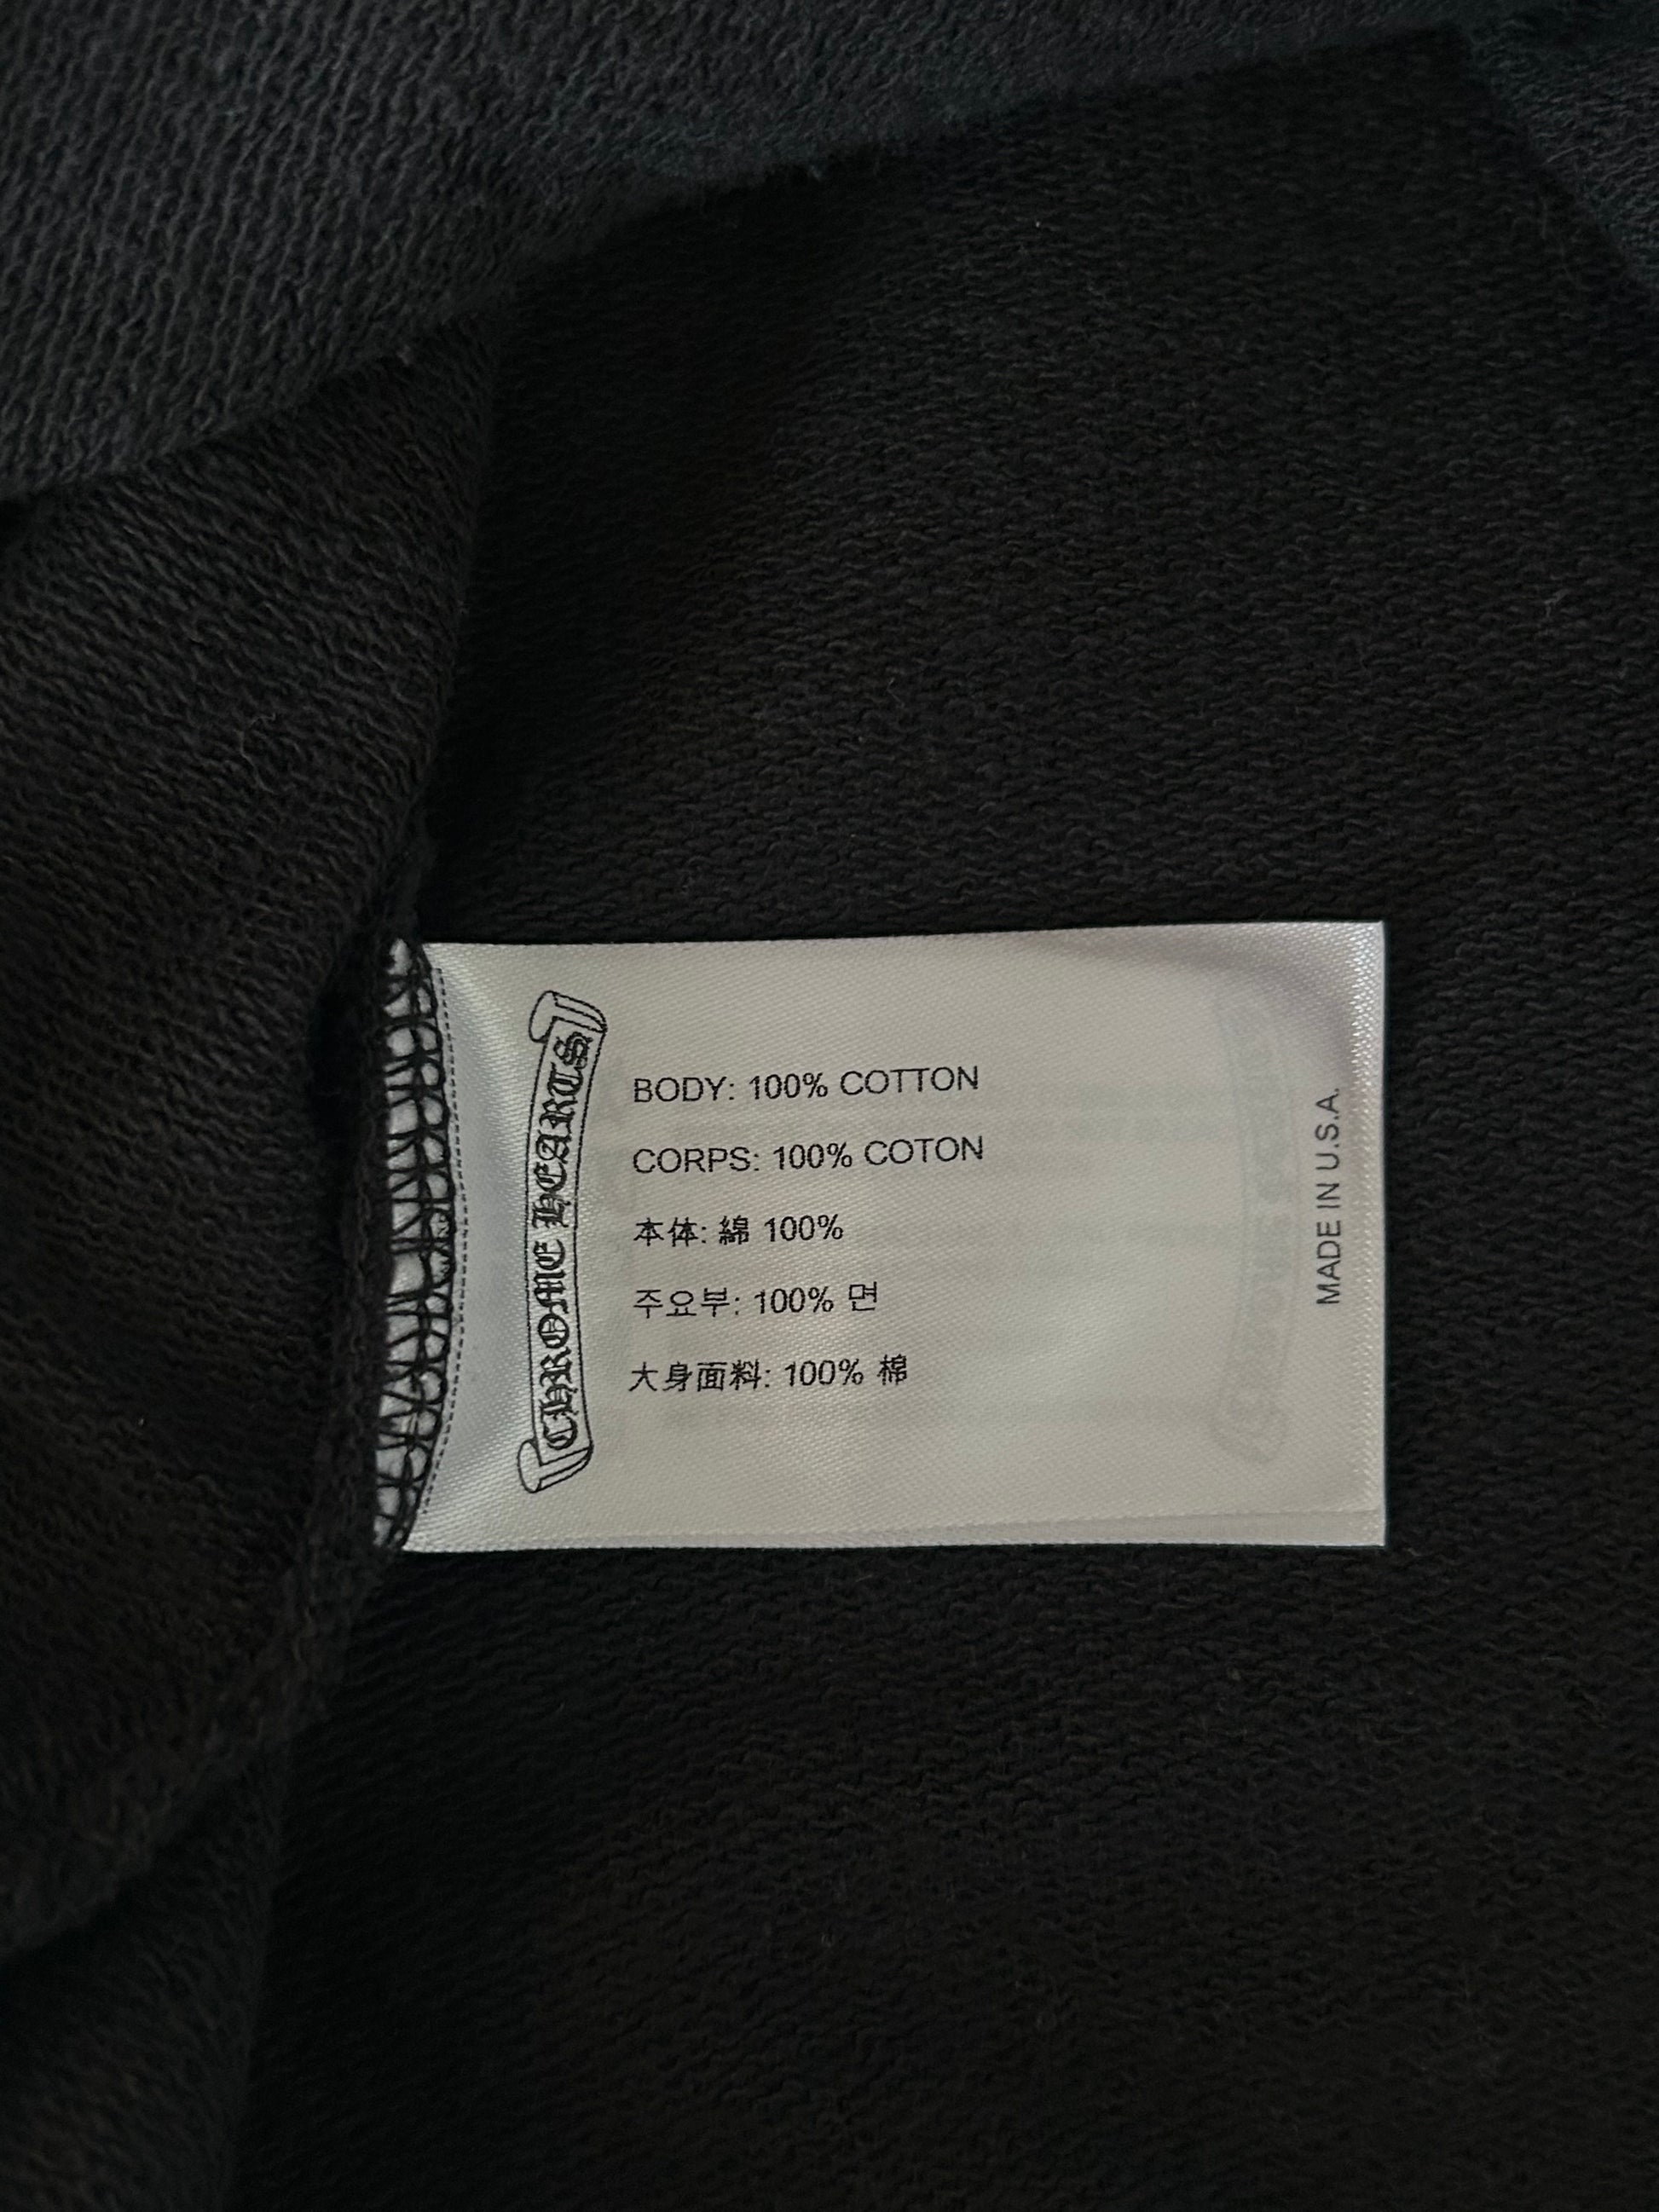 CHROME HEARTS
BODY: 100% COTTON
CORPS: 100% COTON
本体: 綿 100%
주요부: 100% 면
大身面料: 100% 棉
MADE IN U.S.A.